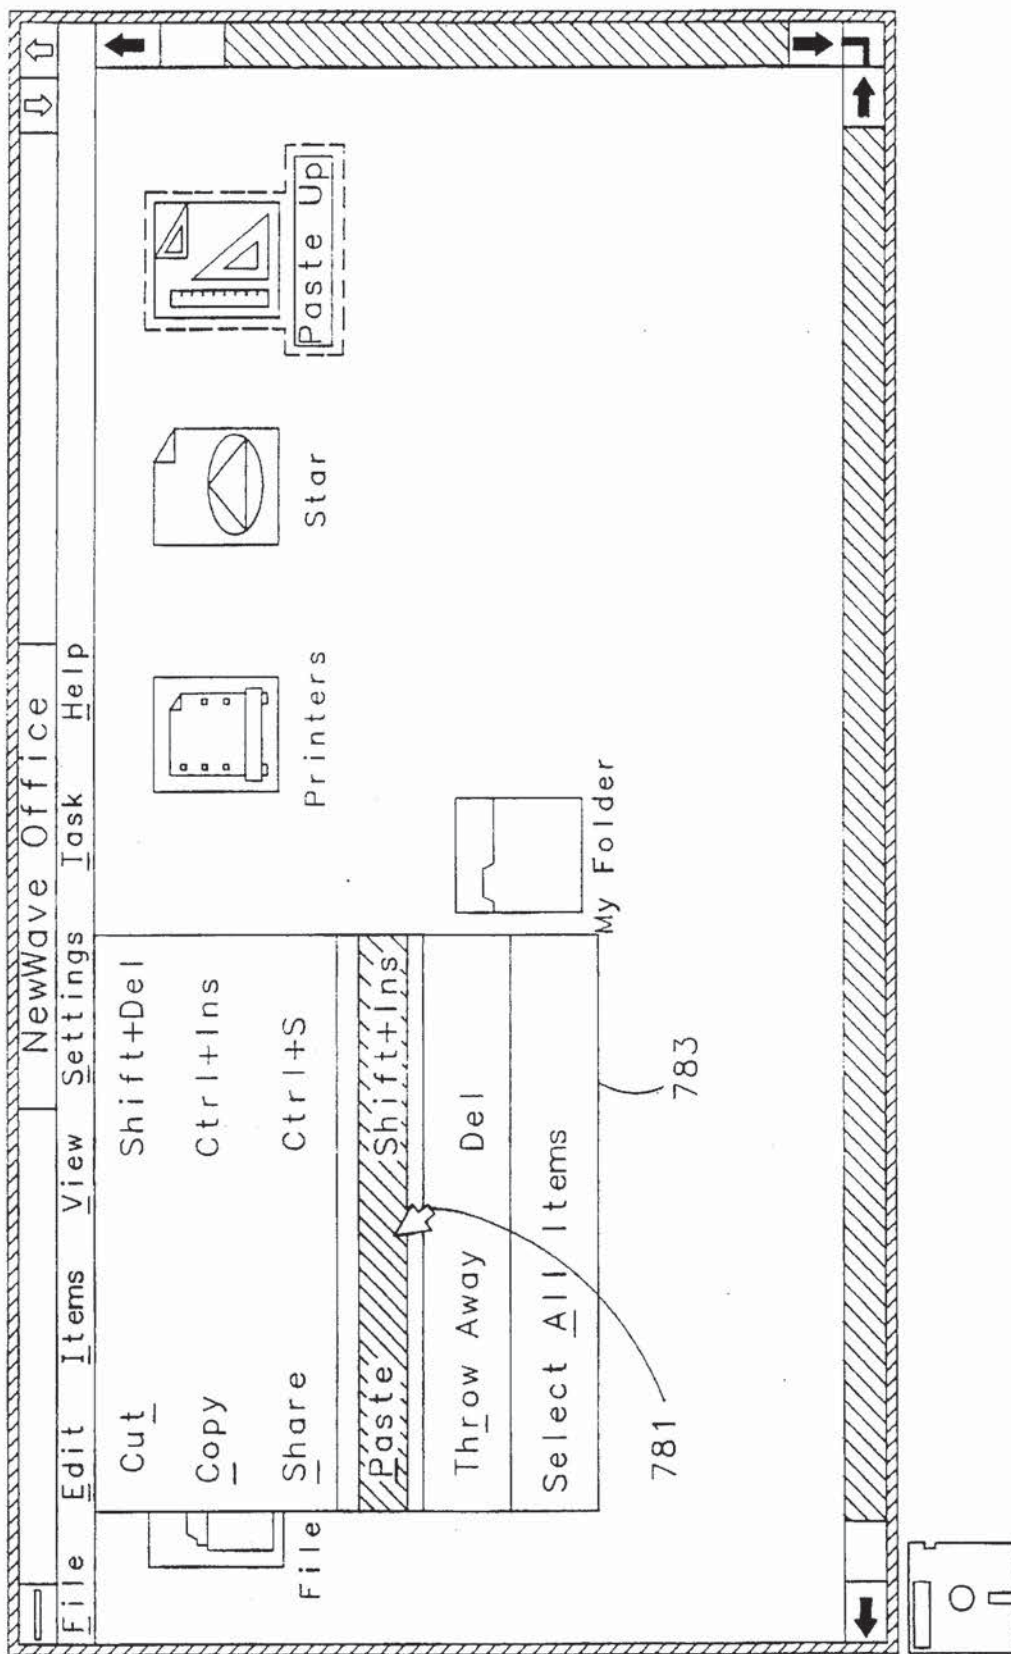 NewWave Office
File Edit Items View Settings Task Help
Cut Shift+Del
Copy Ctrl+Ins
Share Ctrl+S
Paste Shift+Ins
Throw Away Del
Select All Items
File
Printers
Star
Paste Up
My Folder
781
783